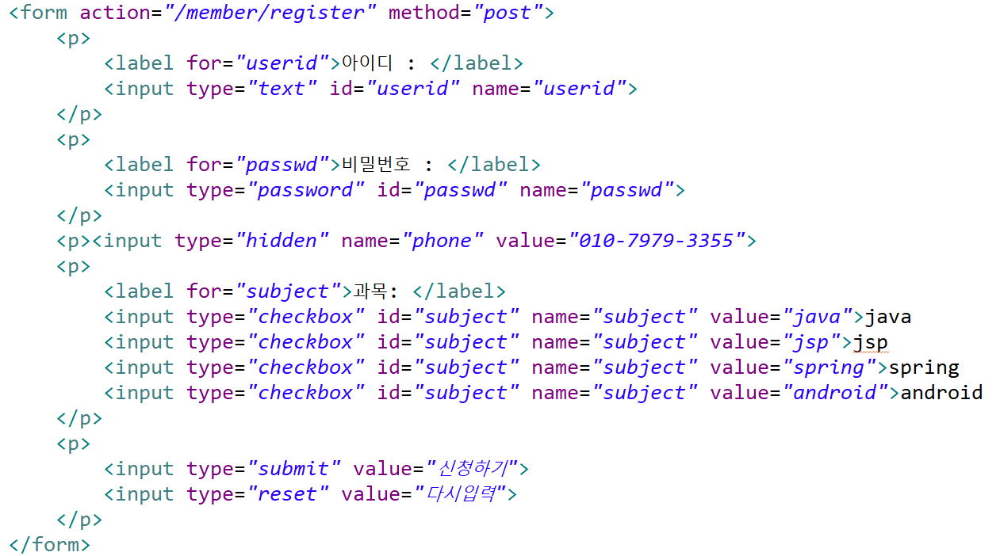 <form action="/member/register" method="post">
<p>
<label for="userid">아이디 : </label>
<input type="text" id="userid" name="userid">
</p>
<p>
<label for="passwd">비밀번호 : </label>
<input type="password" id="passwd" name="passwd">
</p>
<p><input type="hidden" name="phone" value="010-7979-3355">
<p>
<label for="subject">과목: </label>
<input type="checkbox" id="subject" name="subject" value="java">java
<input type="checkbox" id="subject" name="subject" value="jsp">jsp
<input type="checkbox" id="subject" name="subject" value="spring">spring
<input type="checkbox" id="subject" name="subject" value="android">android
</p>
<p>
<input type="submit" value="신청하기">
<input type="reset" value="다시입력">
</p>
</form>